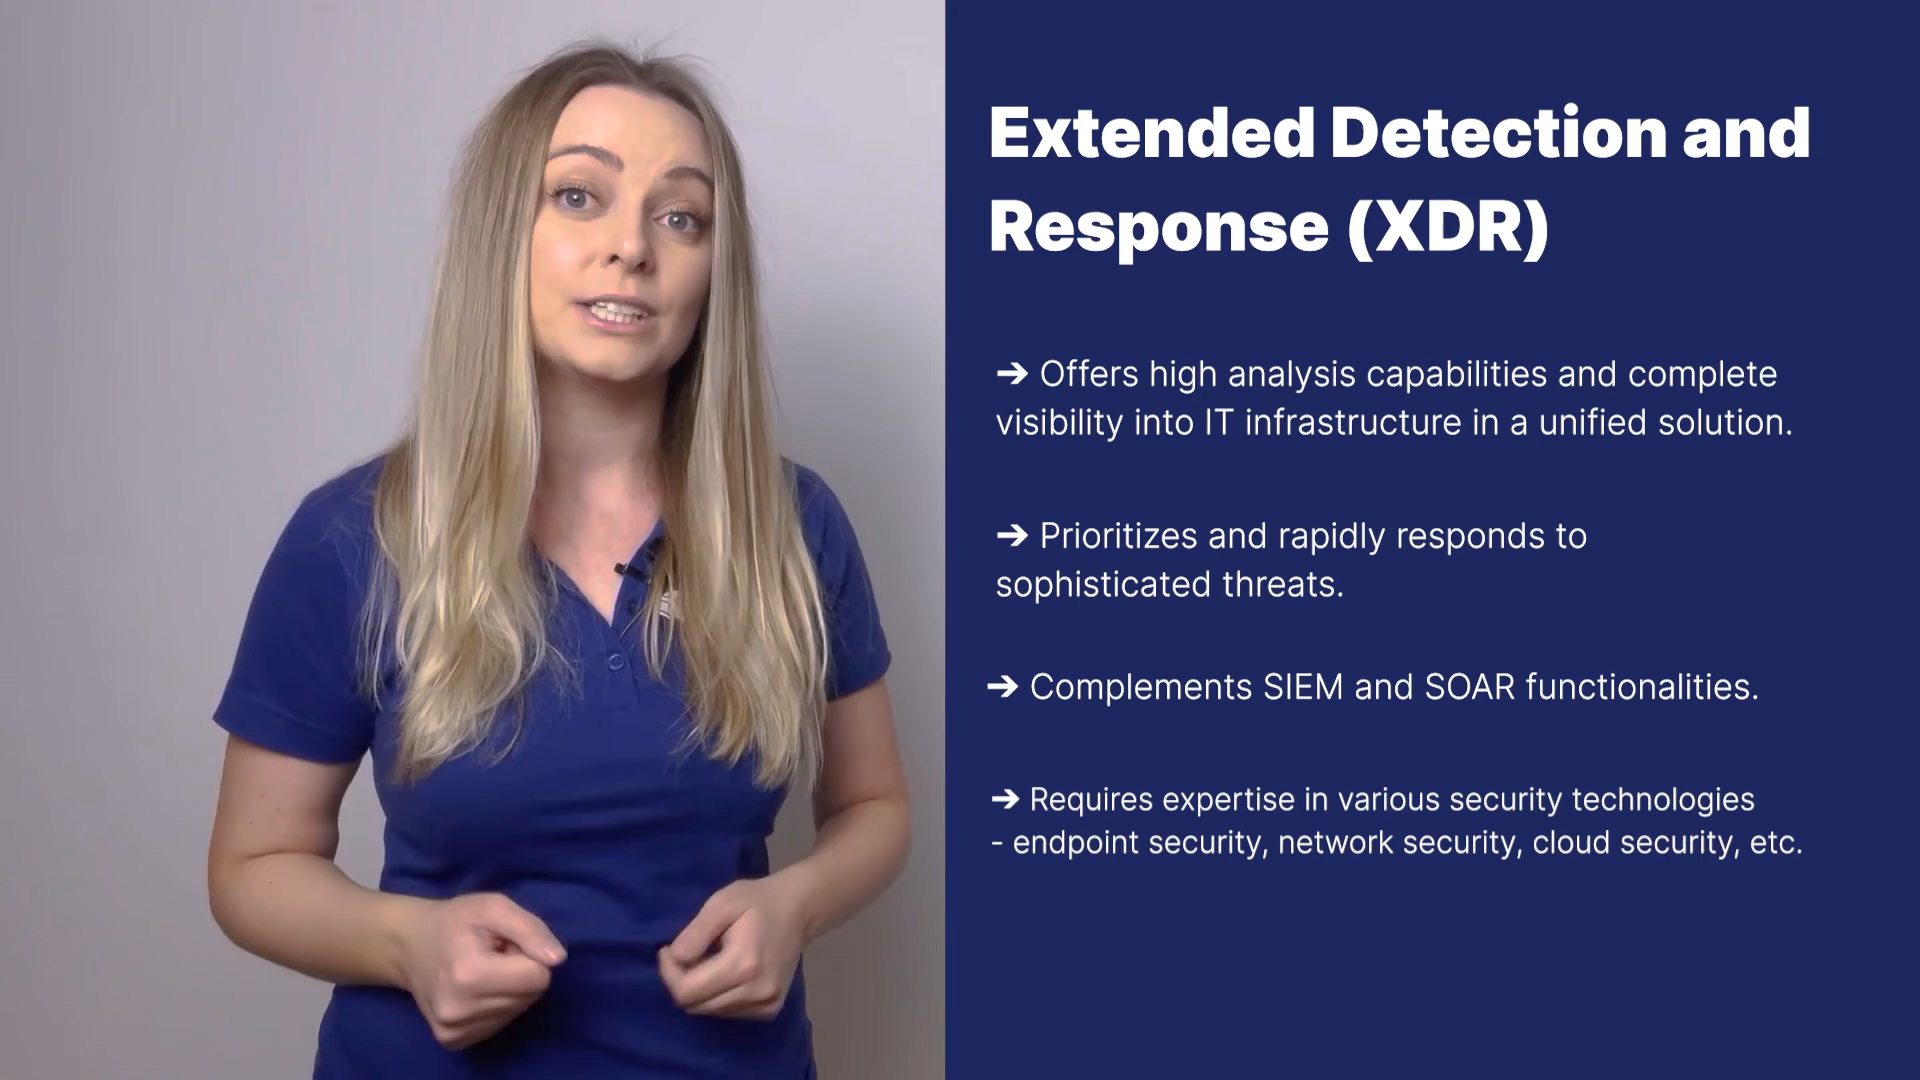 Extended Detection and
Response (XDR)
➔ Offers high analysis capabilities and complete
visibility into IT infrastructure in a unified solution.
➔ Prioritizes and rapidly responds to
sophisticated threats.
➔ Complements SIEM and SOAR functionalities.
➔ Requires expertise in various security technologies
- endpoint security, network security, cloud security, etc.